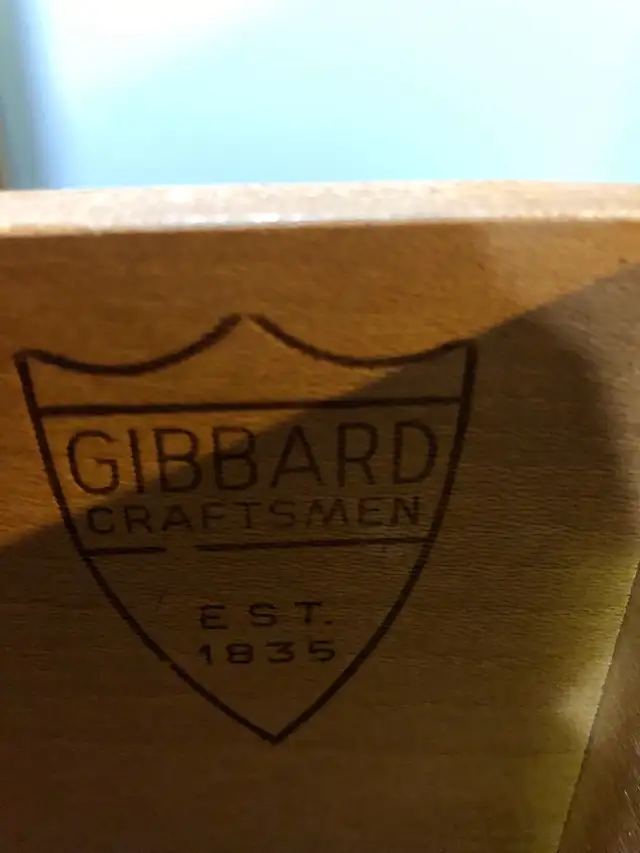 GIBBARD
CRAFTSMEN
EST.
1835